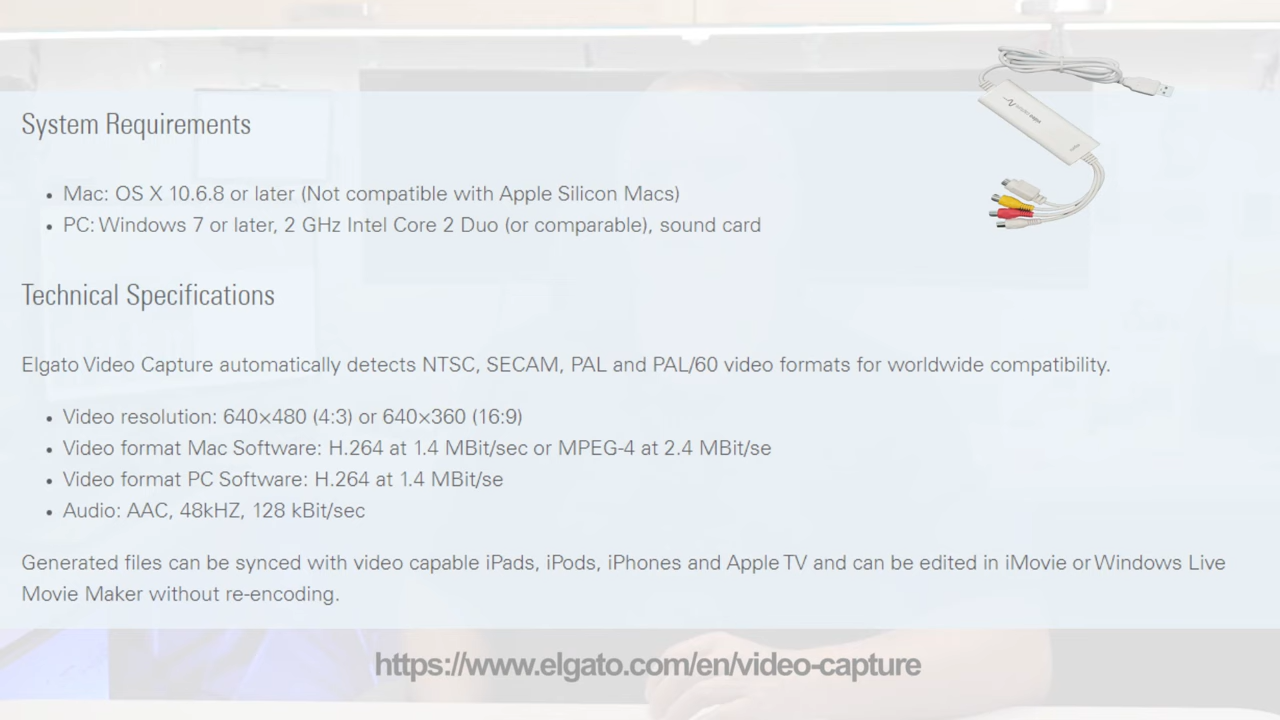 System Requirements
• Mac: OS X 10.6.8 or later (Not compatible with Apple Silicon Macs)
• PC: Windows 7 or later, 2 GHz Intel Core 2 Duo (or comparable), sound card
Technical Specifications
Elgato Video Capture automatically detects NTSC, SECAM, PAL and PAL/60 video formats for worldwide compatibility.
• Video resolution: 640×480 (4:3) or 640×360 (16:9)
• Video format Mac Software: H.264 at 1.4 MBit/sec or MPEG-4 at 2.4 MBit/se
• Video format PC Software: H.264 at 1.4 MBit/se
• Audio: AAC, 48kHZ, 128 kBit/sec
Generated files can be synced with video capable iPads, iPods, iPhones and Apple TV and can be edited in iMovie or Windows Live
Movie Maker without re-encoding.
https://www.elgato.com/en/video-capture